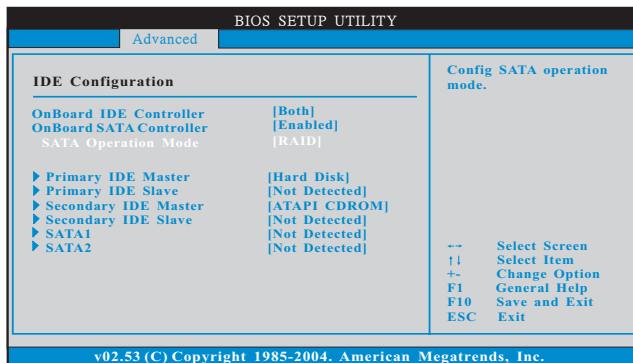 BIOS SETUP UTILITY
Advanced
IDE Configuration
OnBoard IDE Controller [Both]
OnBoard SATA Controller [Enabled]
SATA Operation Mode [RAID]
Primary IDE Master [Hard Disk]
Primary IDE Slave [Not Detected]
Secondary IDE Master [ATAPI CDROM]
Secondary IDE Slave [Not Detected]
SATA1 [Not Detected]
SATA2 [Not Detected]
Config SATA operation
mode.
←→ Select Screen
↑↓ Select Item
+- Change Option
F1 General Help
F10 Save and Exit
ESC Exit
v02.53 (C) Copyright 1985-2004. American Megatrends, Inc.